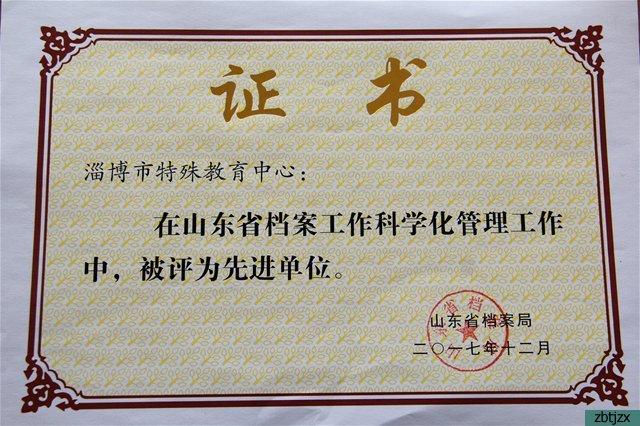 证 书
淄博市特殊教育中心：
在山东省档案工作科学化管理工作
中，被评为先进单位。
山东省档案局
二〇一七年十二月
zbtjzx